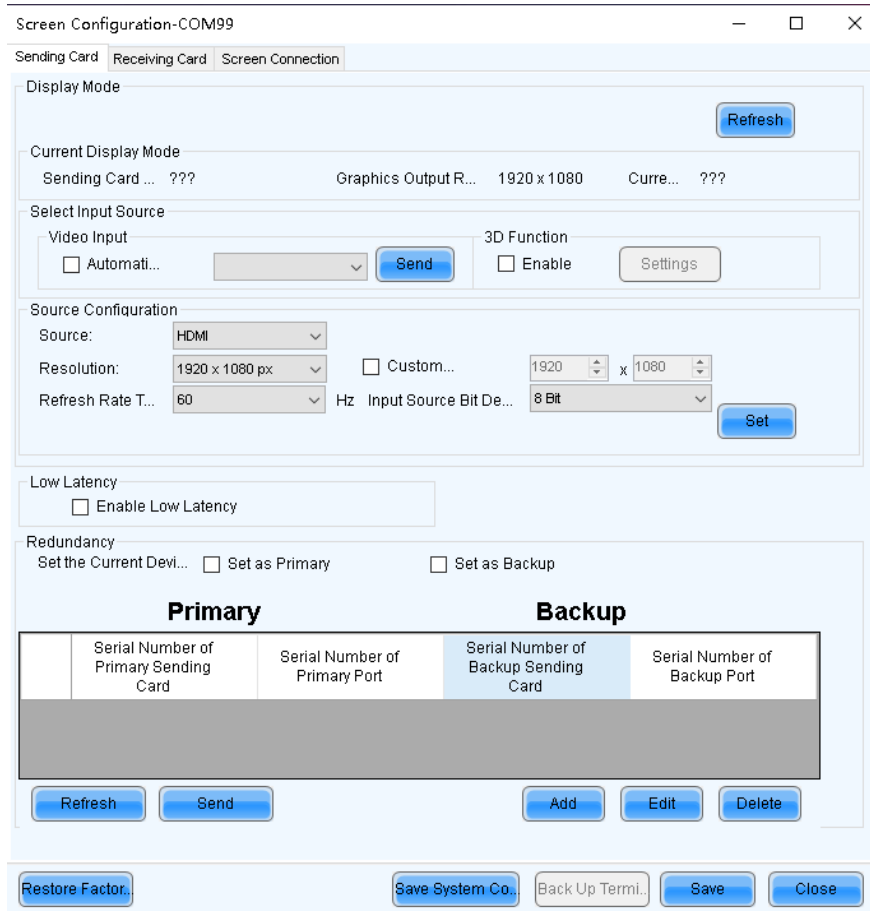 Screen Configuration-COM99
Sending Card Receiving Card Screen Connection
Display Mode
Refresh
Current Display Mode
Sending Card ... ??? Graphics Output R... 1920 x 1080 Curre... ???
Select Input Source
Video Input 3D Function
Automati... Send Enable Settings
Source Configuration
Source: HDMI
Resolution: 1920 x 1080 px Custom... 1920 x 1080
Refresh Rate T... 60 Hz Input Source Bit De... 8 Bit
Set
Low Latency
Enable Low Latency
Redundancy
Set the Current Devi... Set as Primary Set as Backup
Primary Backup
Serial Number of
Primary Sending
Card
Serial Number of
Primary Port
Serial Number of
Backup Sending
Card
Serial Number of
Backup Port
Refresh Send Add Edit Delete
Restore Factor.. Save System Co.. Back Up Termi.. Save Close